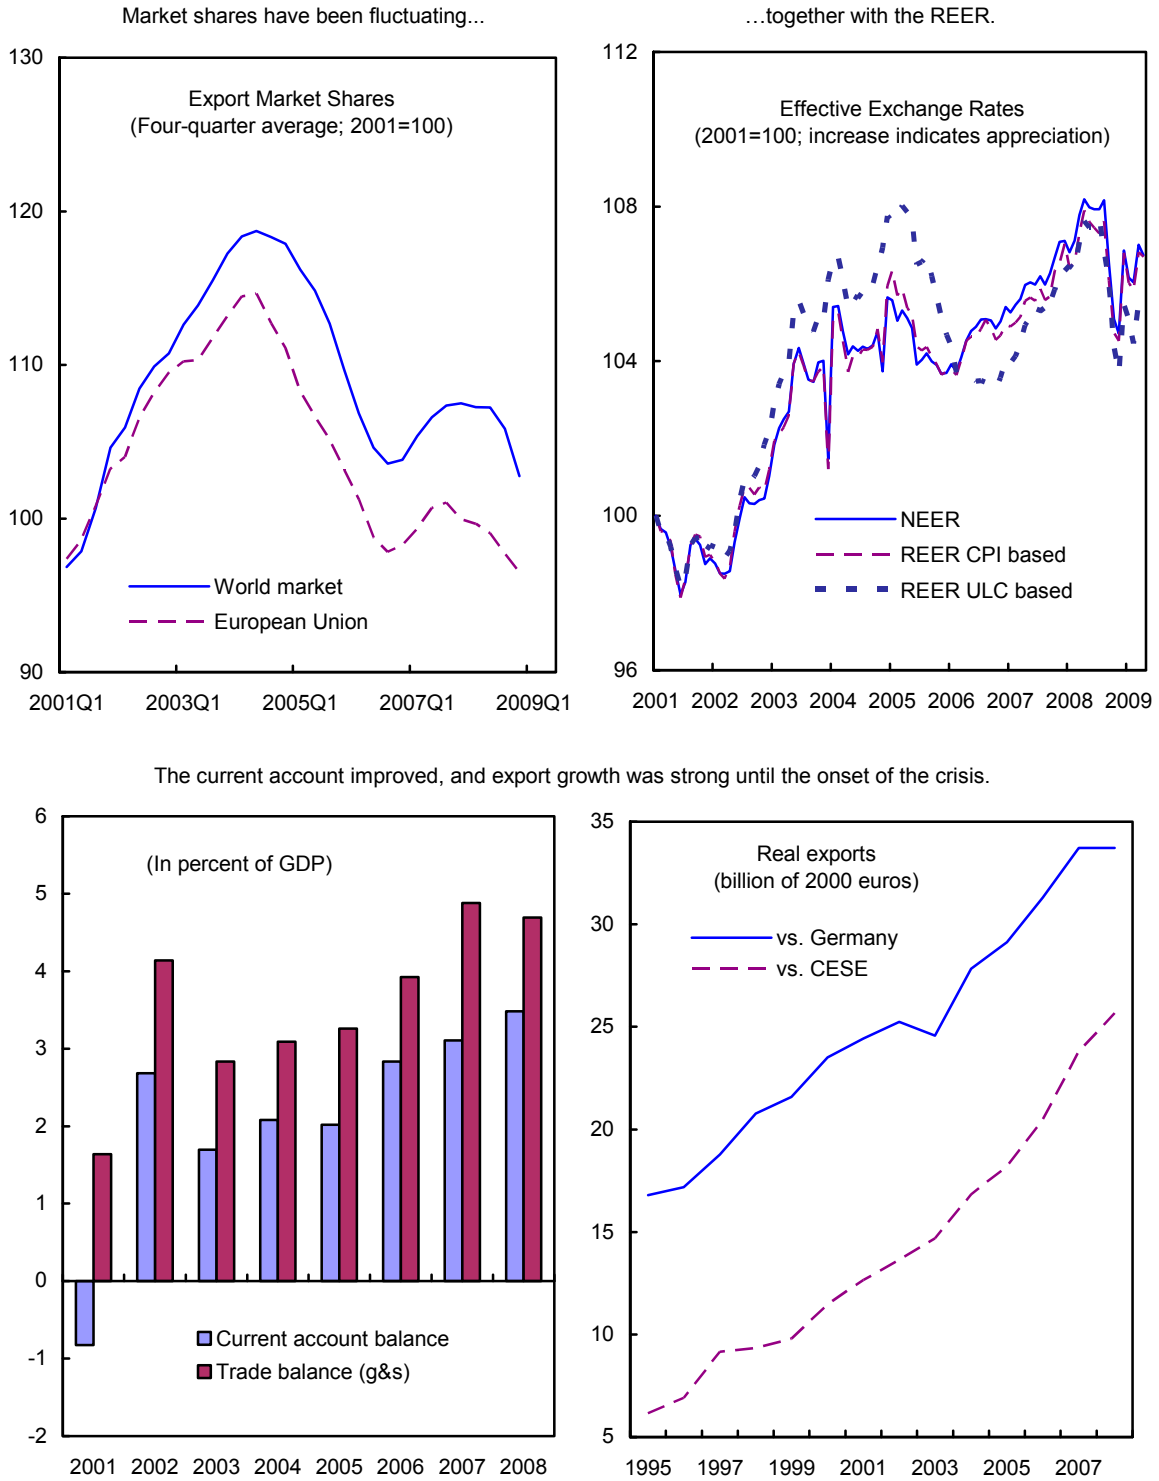 Market shares have been fluctuating...
…together with the REER.
130
120
110
100
90
Export Market Shares
(Four-quarter average; 2001=100)
World market
European Union
2001Q1 2003Q1 2005Q1 2007Q1 2009Q1
112
108
104
100
96
Effective Exchange Rates
(2001=100; increase indicates appreciation)
NEER
REER CPI based
REER ULC based
2001 2002 2003 2004 2005 2006 2007 2008 2009
The current account improved, and export growth was strong until the onset of the crisis.
6
5
4
3
2
1
0
-1
-2
(In percent of GDP)
Current account balance
Trade balance (g&s)
2001 2002 2003 2004 2005 2006 2007 2008
35
30
25
20
15
10
5
Real exports
(billion of 2000 euros)
vs. Germany
vs. CESE
1995 1997 1999 2001 2003 2005 2007